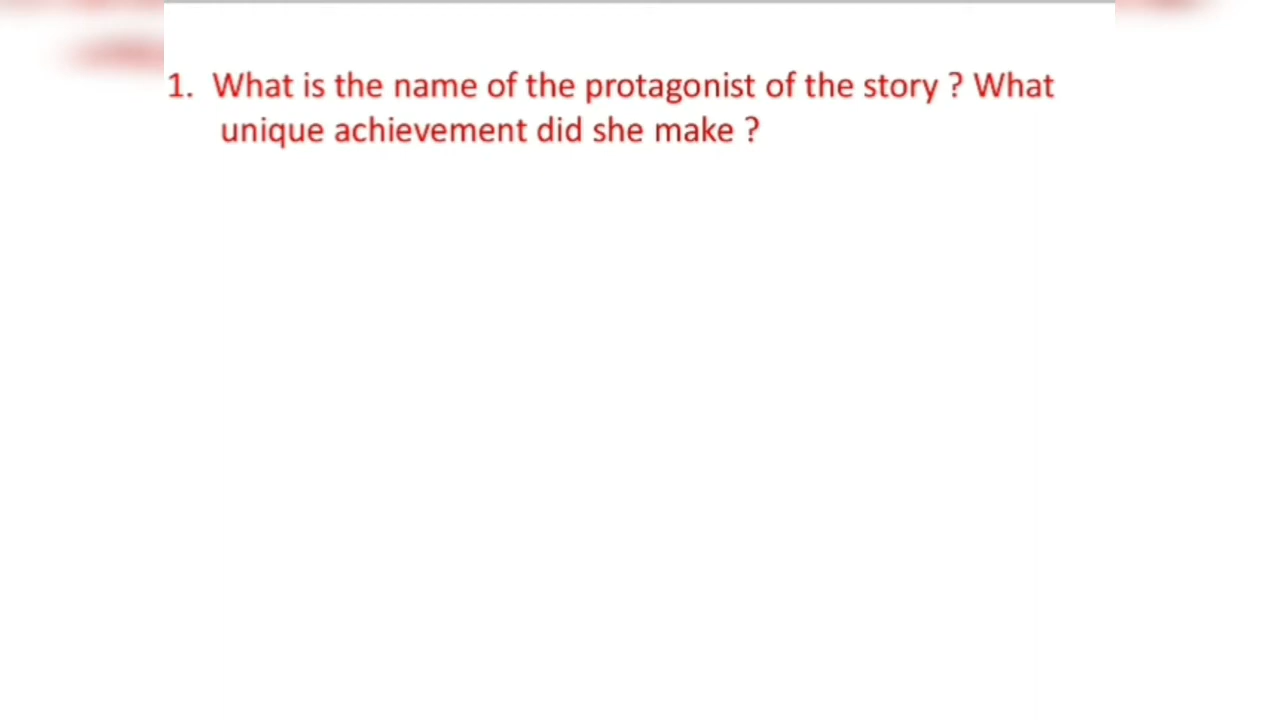 1. What is the name of the protagonist of the story ? What
unique achievement did she make ?